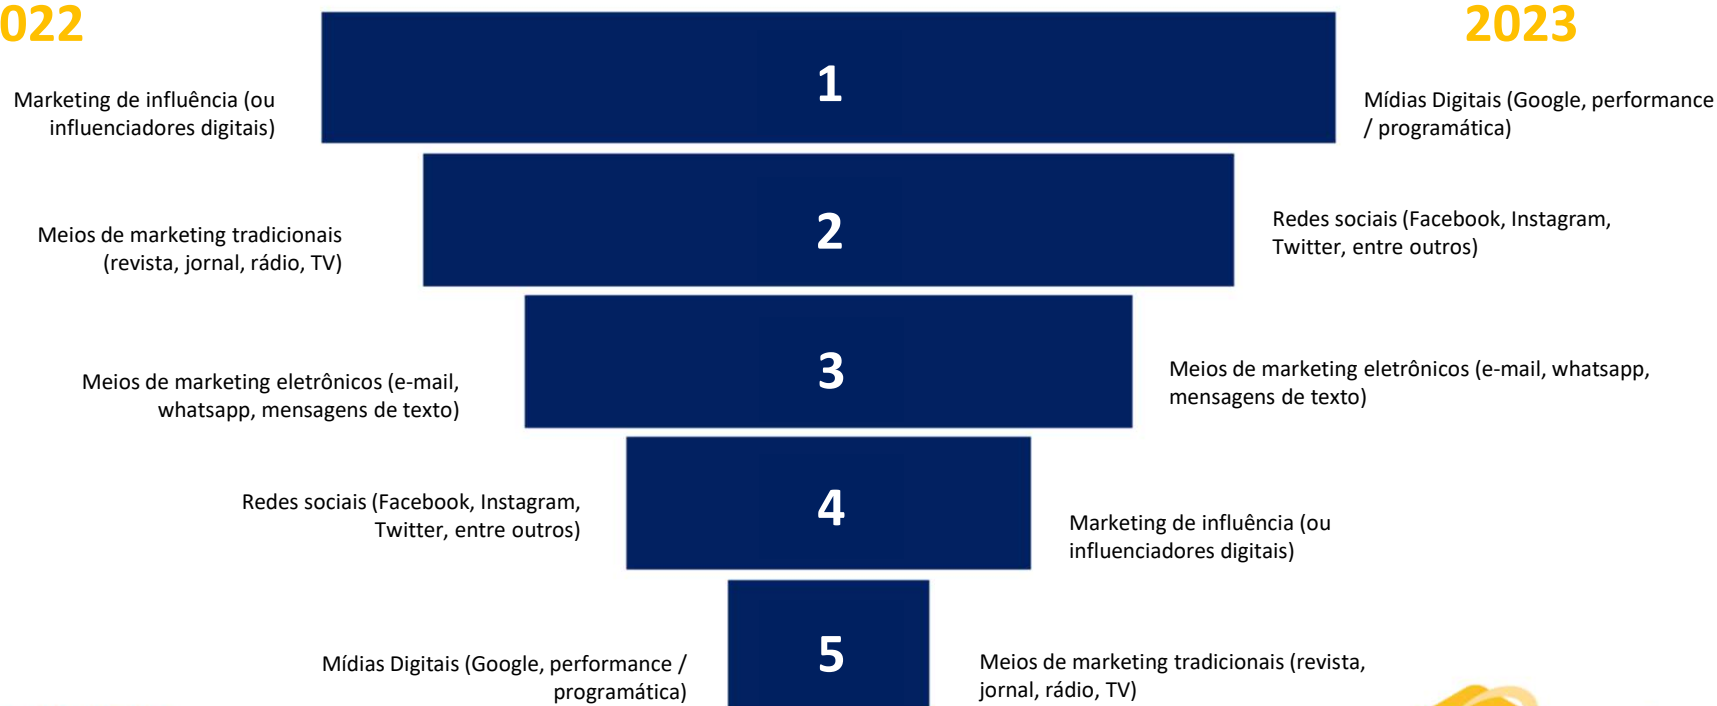 022
2023
1
Marketing de influência (ou
influenciadores digitais)
Mídias Digitais (Google, performance
/ programática)
2
Meios de marketing tradicionais
(revista, jornal, rádio, TV)
Redes sociais (Facebook, Instagram,
Twitter, entre outros)
3
Meios de marketing eletrônicos (e-mail,
whatsapp, mensagens de texto)
Meios de marketing eletrônicos (e-mail, whatsapp,
mensagens de texto)
4
Redes sociais (Facebook, Instagram,
Twitter, entre outros)
Marketing de influência (ou
influenciadores digitais)
5
Mídias Digitais (Google, performance /
programática)
Meios de marketing tradicionais (revista,
jornal, rádio, TV)